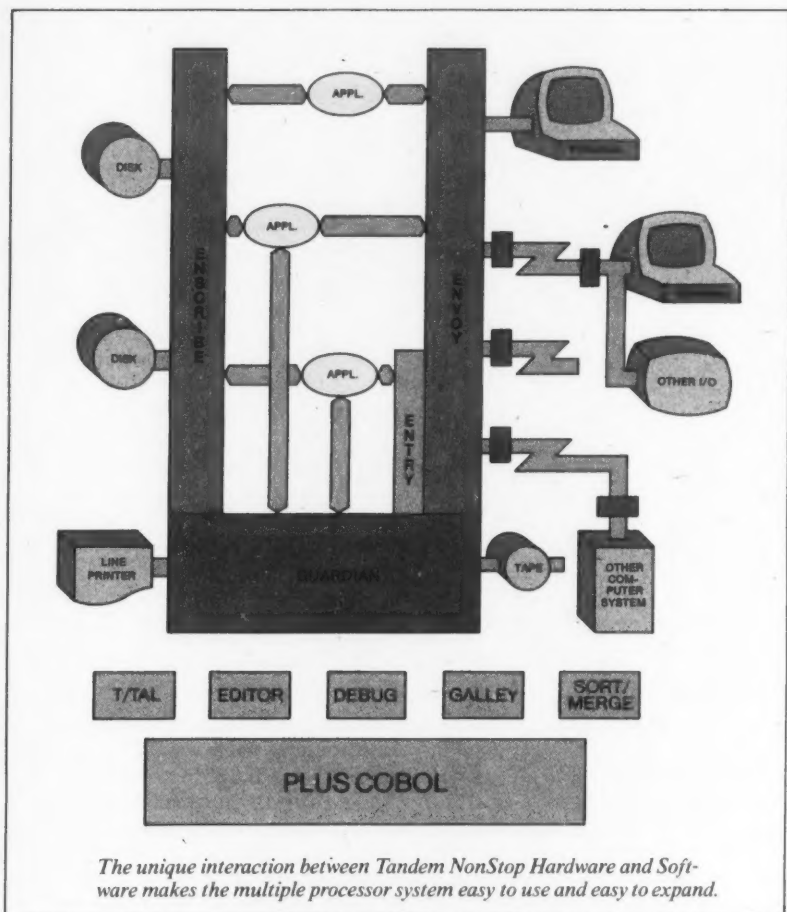 APPL.
DISK
ENSCRIBE
ENVOY
APPL.
DISK
APPL.
ENTRY
OTHER I/O
LINE
PRINTER
GUARDIAN
TAPE
OTHER
COM-
PUTER
SYSTEM
T/TAL
EDITOR
DEBUG
GALLEY
SORT/
MERGE
PLUS COBOL
The unique interaction between Tandem NonStop Hardware and Soft-
ware makes the multiple processor system easy to use and easy to expand.